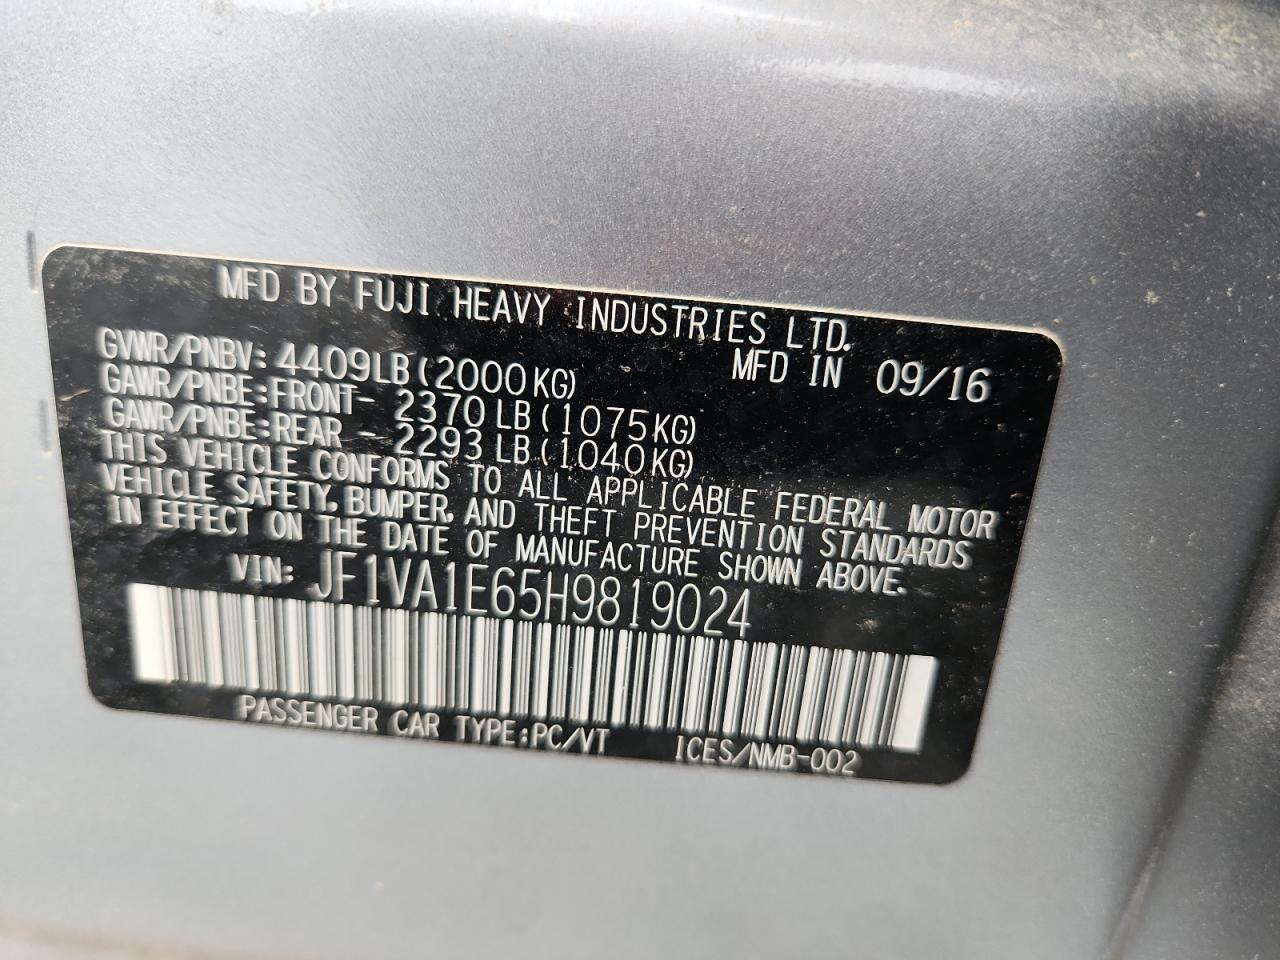 MFD BY FUJI HEAVY INDUSTRIES LTD.
GVWR/PNBV: 4409LB(2000KG) MFD IN 09/16
GAWR/PNBE:FRONT- 2370LB(1075KG)
GAWR/PNBE:REAR - 2293LB(1040KG)
THIS VEHICLE CONFORMS TO ALL APPLICABLE FEDERAL MOTOR
VEHICLE SAFETY, BUMPER, AND THEFT PREVENTION STANDARDS
IN EFFECT ON THE DATE OF MANUFACTURE SHOWN ABOVE.
VIN: JF1VA1E65H9819024
PASSENGER CAR TYPE:PC/VT ICES/NMB-002